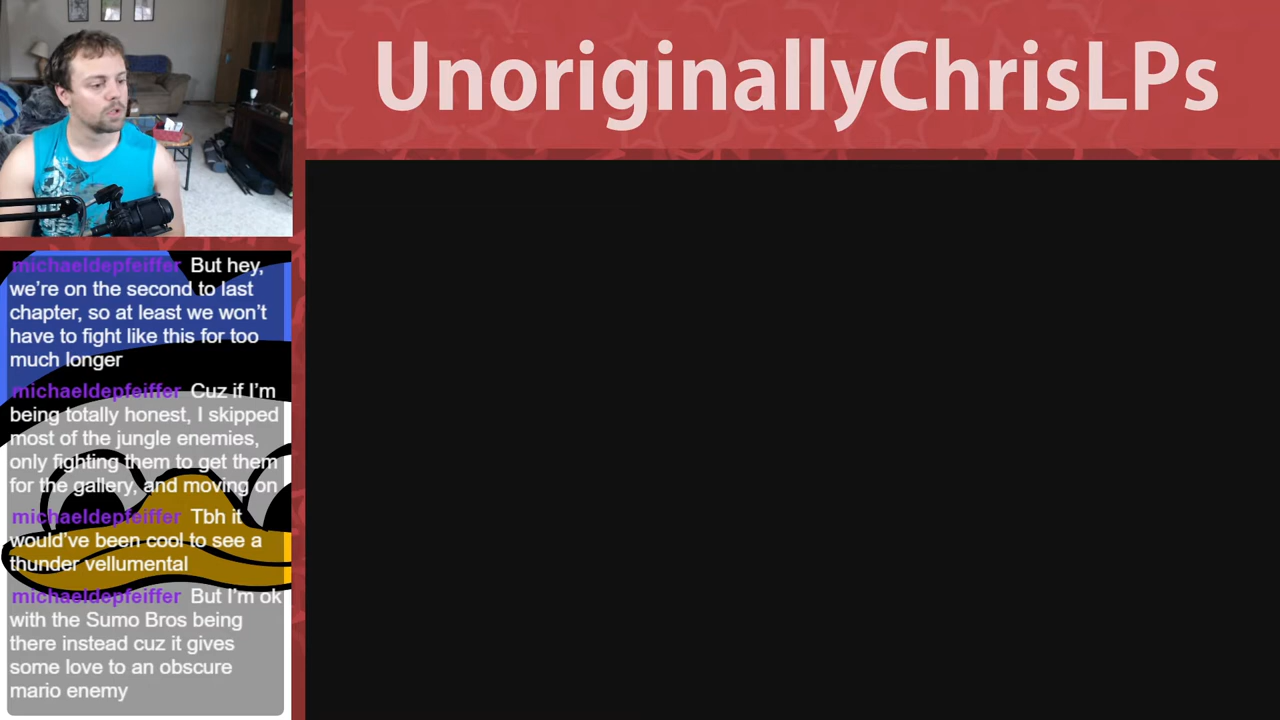 UnoriginallyChrisLPs
michaeldepfeiffer But hey,
we’re on the second to last
chapter, so at least we won’t
have to fight like this for too
much longer
michaeldepfeiffer Cuz if I’m
being totally honest, I skipped
most of the jungle enemies,
only fighting them to get them
for the gallery, and moving on
michaeldepfeiffer Tbh it
would’ve been cool to see a
thunder vellumental
michaeldepfeiffer But I’m ok
with the Sumo Bros being
there instead cuz it gives
some love to an obscure
mario enemy